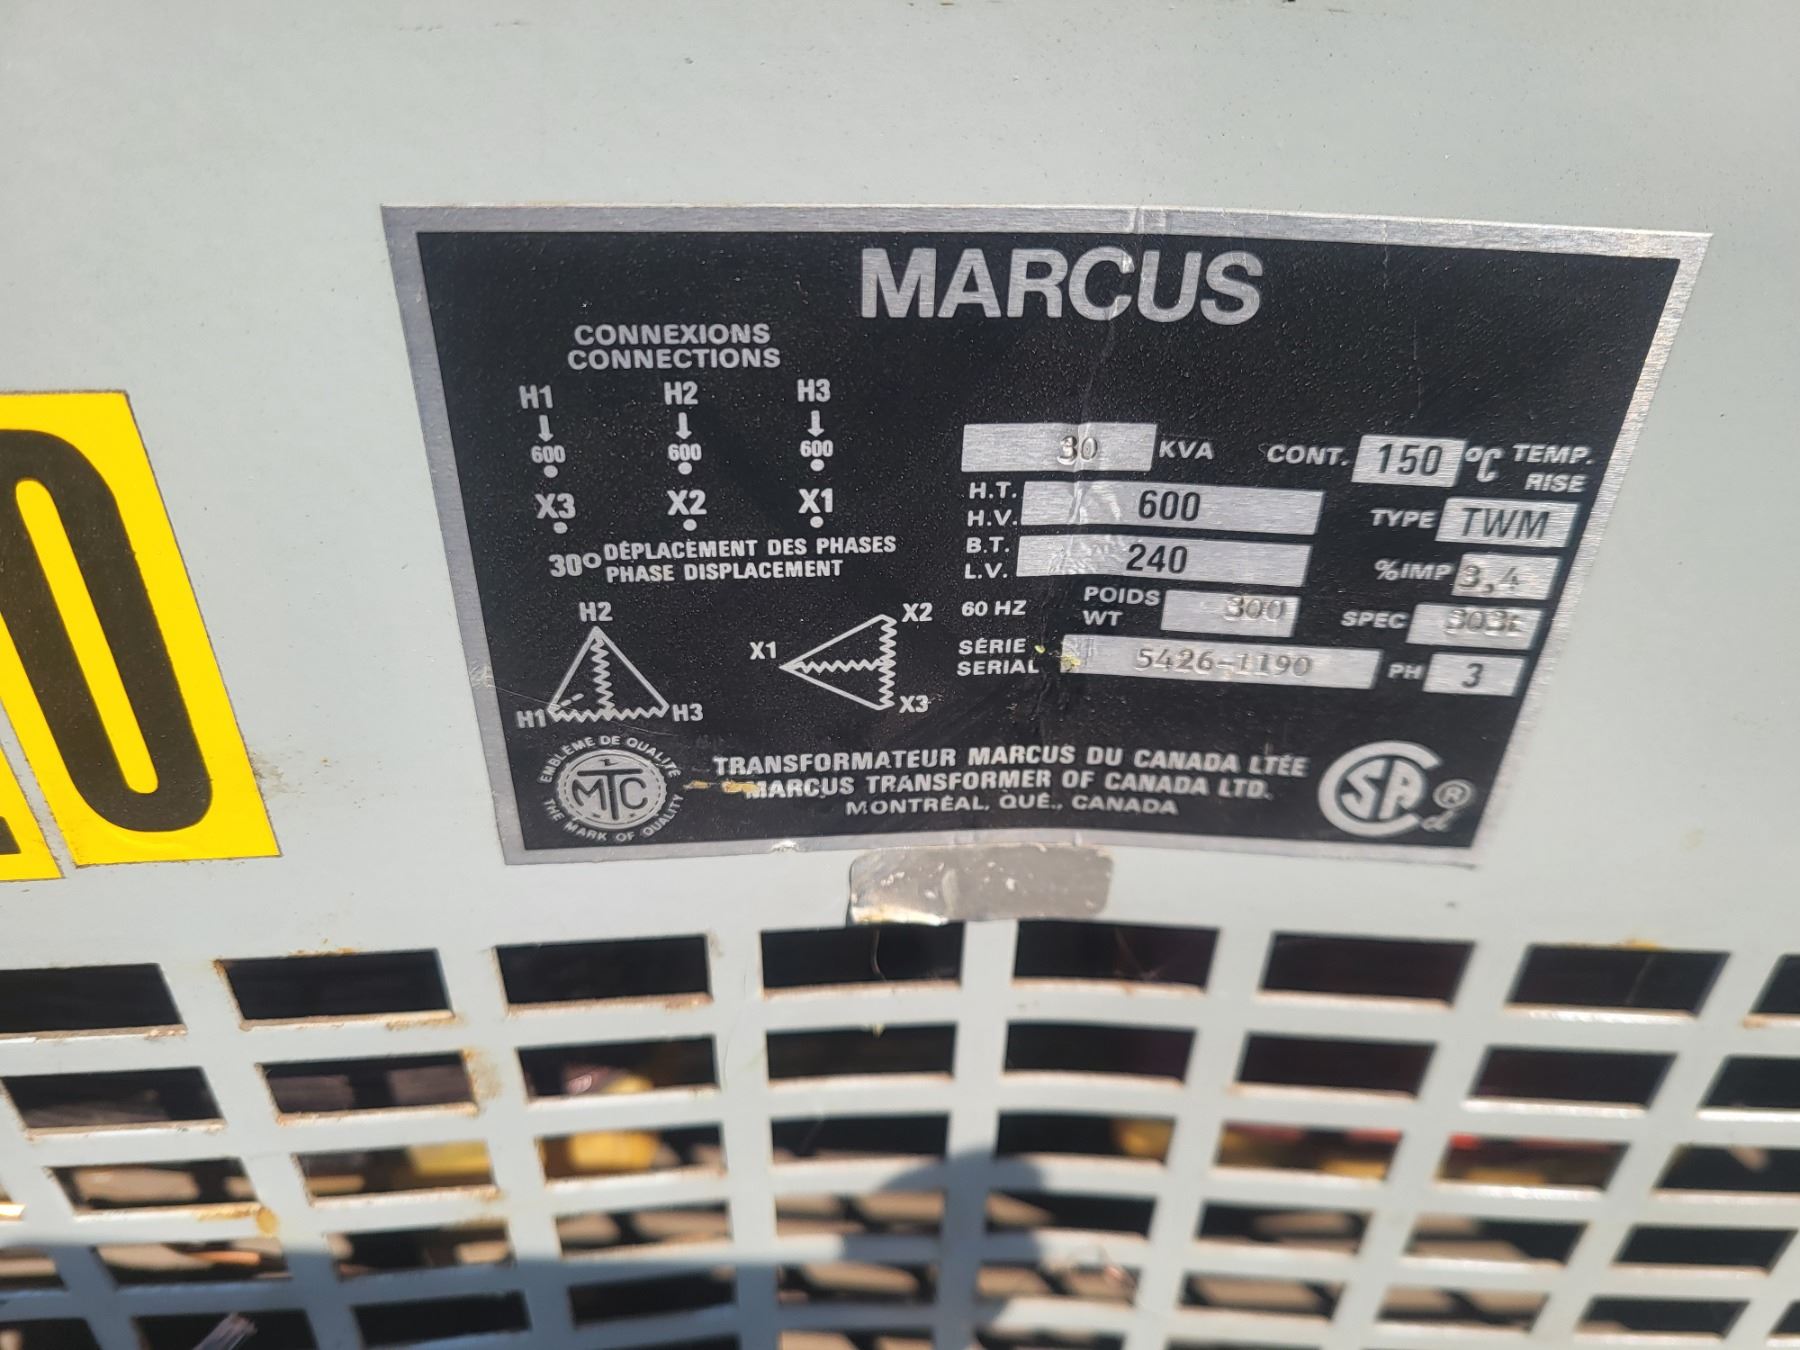 MARCUS
CONNEXIONS
CONNECTIONS
H1 H2 H3
600 600 600
X3 X2 X1
30° DÉPLACEMENT DES PHASES
PHASE DISPLACEMENT
H2
H1 H3
X2
X1
X3
30 KVA CONT. 150 °C TEMP. RISE
H.T.
H.V. 600
TYPE TWM
B.T.
L.V. 240
%IMP 3,4
60 HZ
POIDS
WT 300
SPEC
SÉRIE
SERIAL 5426-1190
PH 3
EMBLÈME DE QUALITÉ
MTC
THE MARK OF QUALITY
TRANSFORMATEUR MARCUS DU CANADA LTÉE
MARCUS TRANSFORMER OF CANADA LTD.
MONTRÉAL, QUÉ., CANADA
CSA ®
0